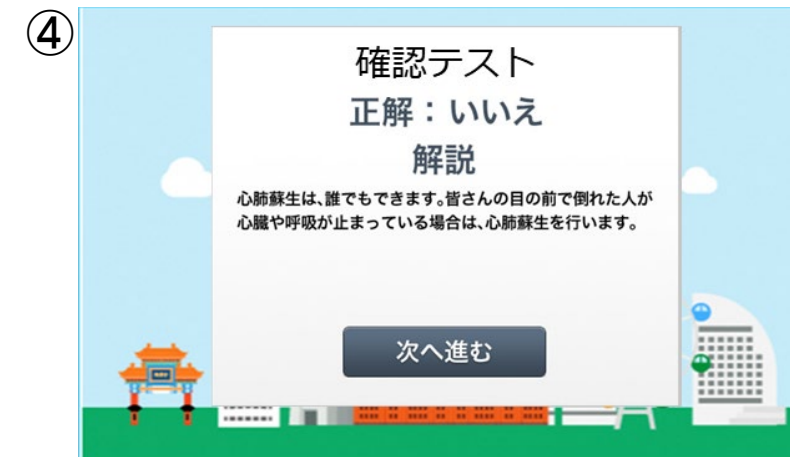 ④
確認テスト
正解：いいえ
解説
心肺蘇生は、誰でもできます。皆さんの目の前で倒れた人が
心臓や呼吸が止まっている場合は、心肺蘇生を行います。
次へ進む